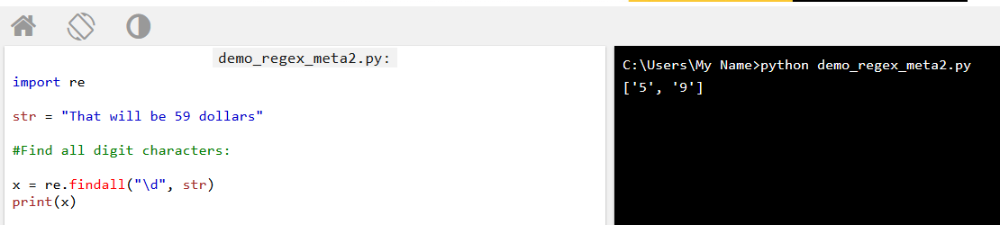 demo_regex_meta2.py:
import re
str = "That will be 59 dollars"
#Find all digit characters:
x = re.findall("\d", str)
print(x)
C:\Users\My Name>python demo_regex_meta2.py
['5', '9']